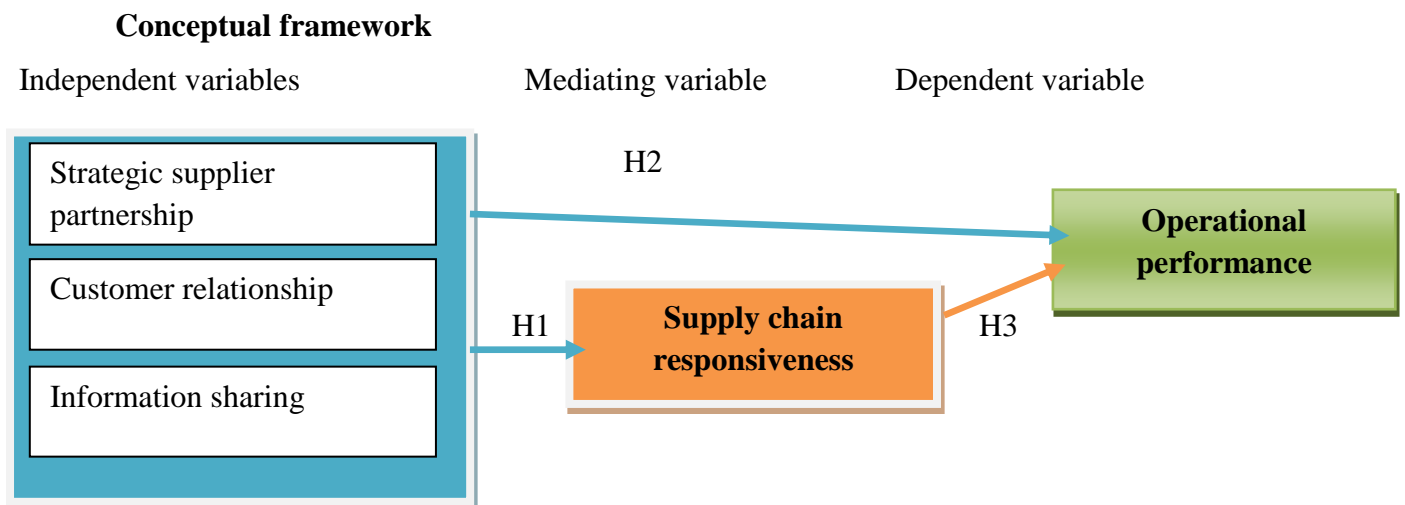 Conceptual framework
Independent variables
Mediating variable
Dependent variable
Strategic supplier
partnership
Customer relationship
Information sharing
H2
H1
Supply chain
responsiveness
H3
Operational
performance